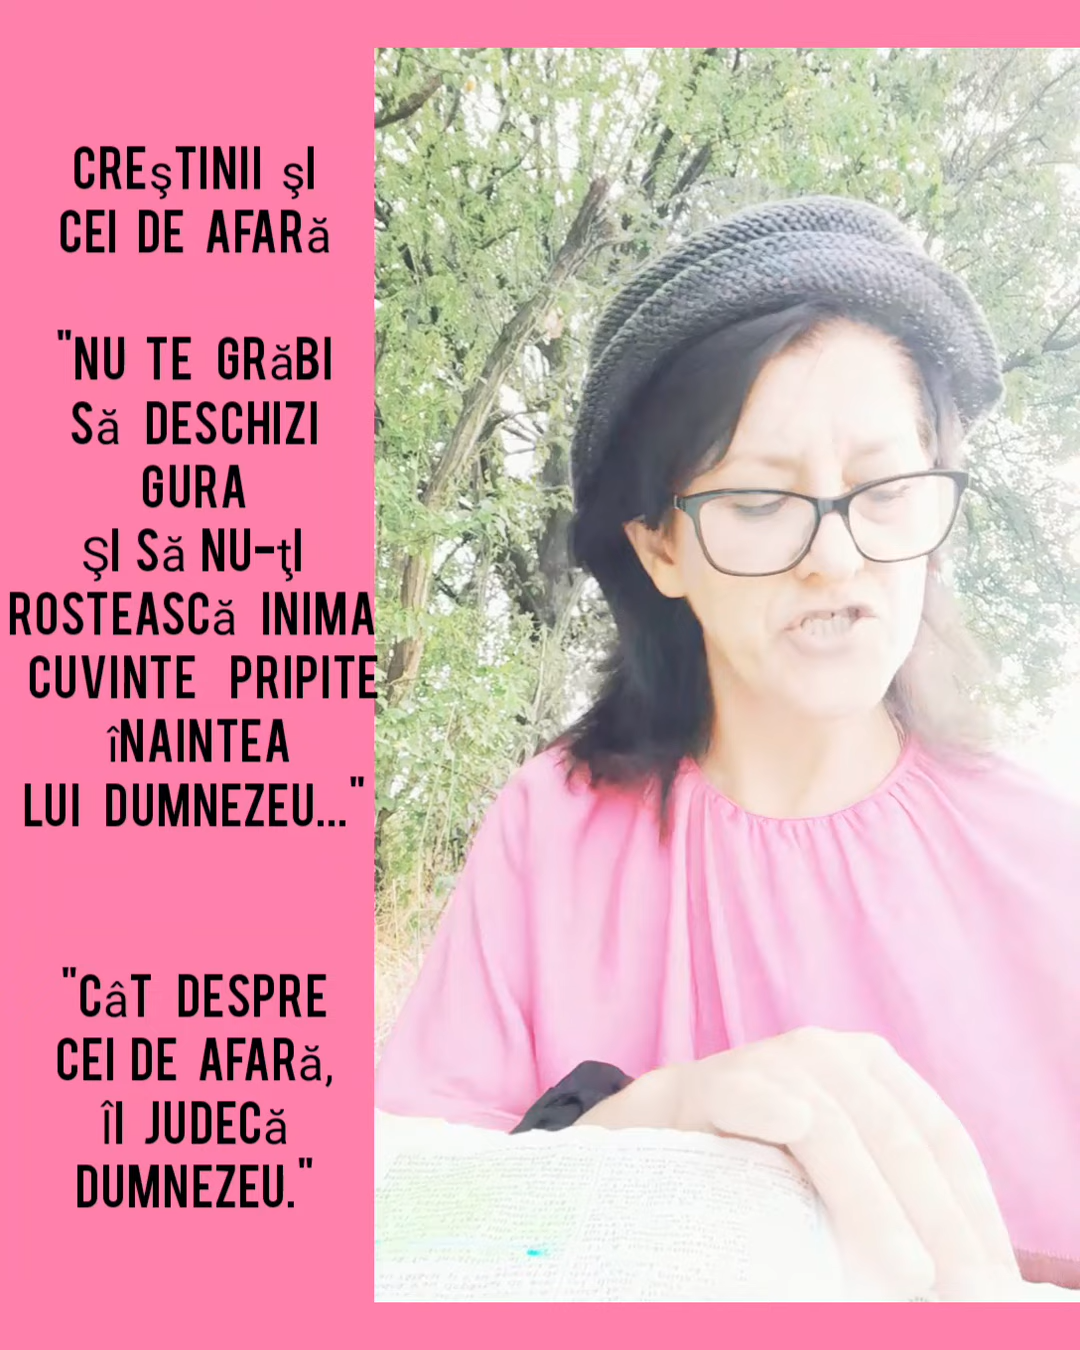 CREşTINII şI
CEI DE AFARă
"NU TE GRăBI
Să DESCHIZI
GURA
ŞI Să NU-ţI
ROSTEASCă INIMA
CUVINTE PRIPITE
îNAINTEA
LUI DUMNEZEU..."
"CâT DESPRE
CEI DE AFARă,
ÎI JUDECă
DUMNEZEU."